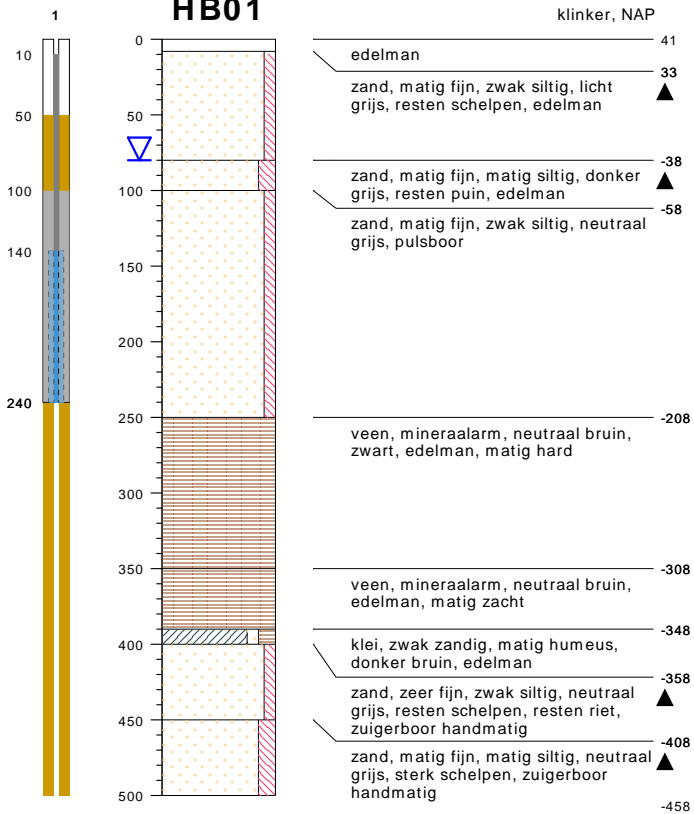 HB01
1
klinker, NAP
0
41
10
edelman
33
zand, matig fijn, zwak siltig, licht
grijs, resten schelpen, edelman
50
50
-38
zand, matig fijn, matig siltig, donker
grijs, resten puin, edelman
100
100
-58
zand, matig fijn, zwak siltig, neutraal
grijs, pulsboor
140
150
200
240
250
-208
veen, mineraalarm, neutraal bruin,
zwart, edelman, matig hard
300
350
-308
veen, mineraalarm, neutraal bruin,
edelman, matig zacht
-348
400
klei, zwak zandig, matig humeus,
donker bruin, edelman
-358
zand, zeer fijn, zwak siltig, neutraal
grijs, resten schelpen, resten riet,
zuigerboor handmatig
450
-408
zand, matig fijn, matig siltig, neutraal
grijs, sterk schelpen, zuigerboor
handmatig
500
-458